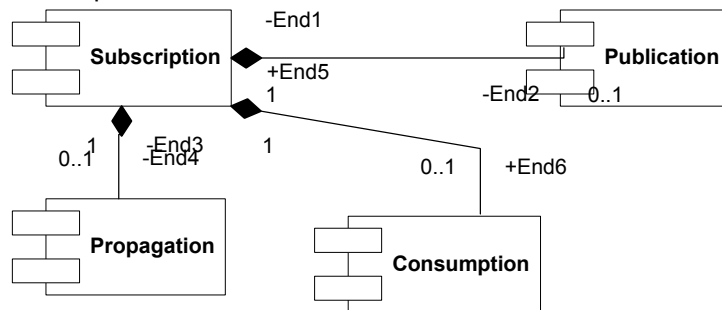 -End1
Subscription
Publication
+End5
1
-End2
0..1
1
-End3
1
0..1
-End4
0..1
+End6
Propagation
Consumption